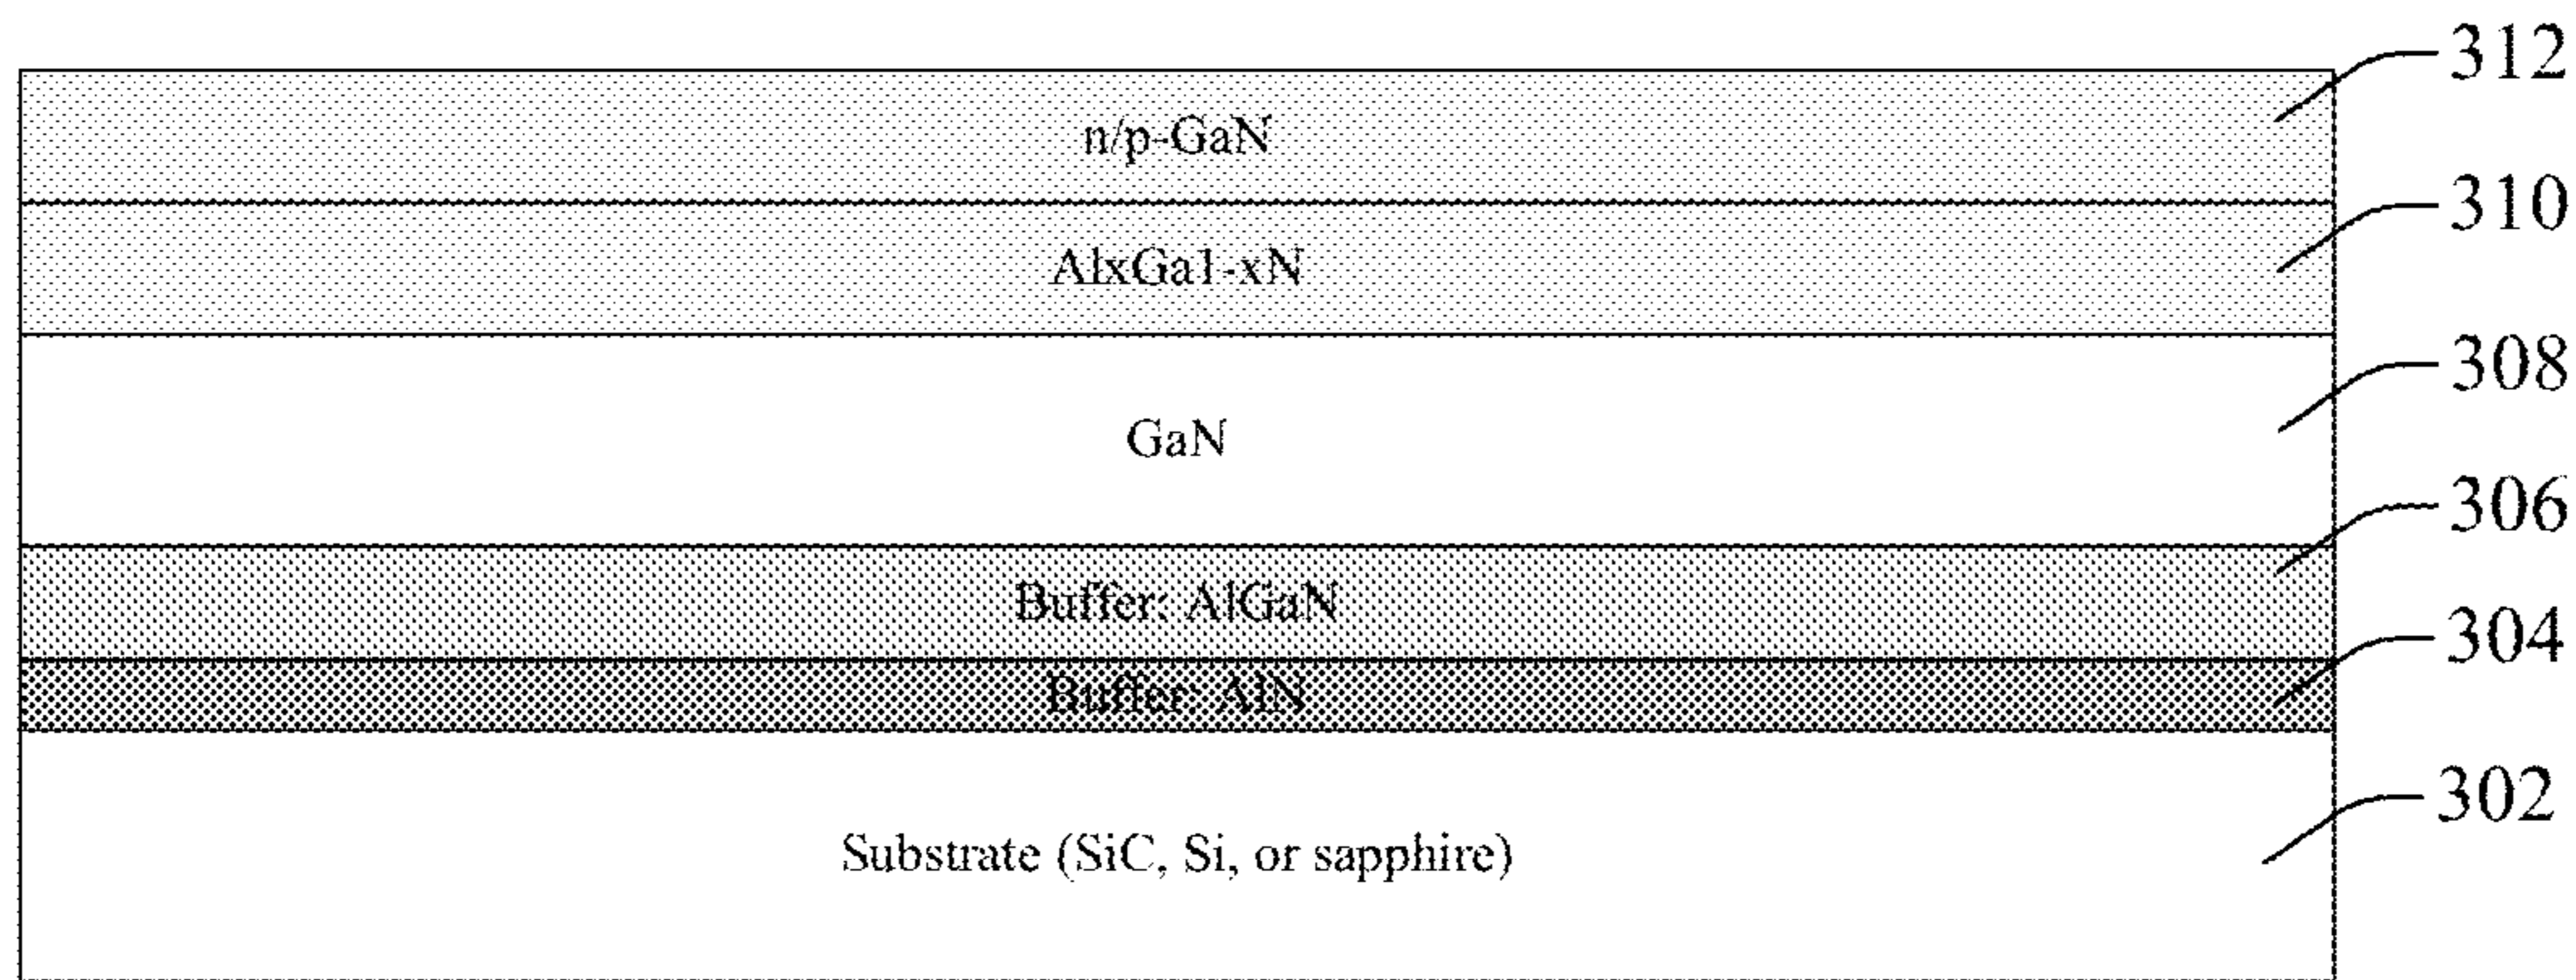 312
n/p-GaN
310
AlxGa1-xN
308
GaN
306
Buffer: AlGaN
304
Buffer: AlN
302
Substrate (SiC, Si, or sapphire)